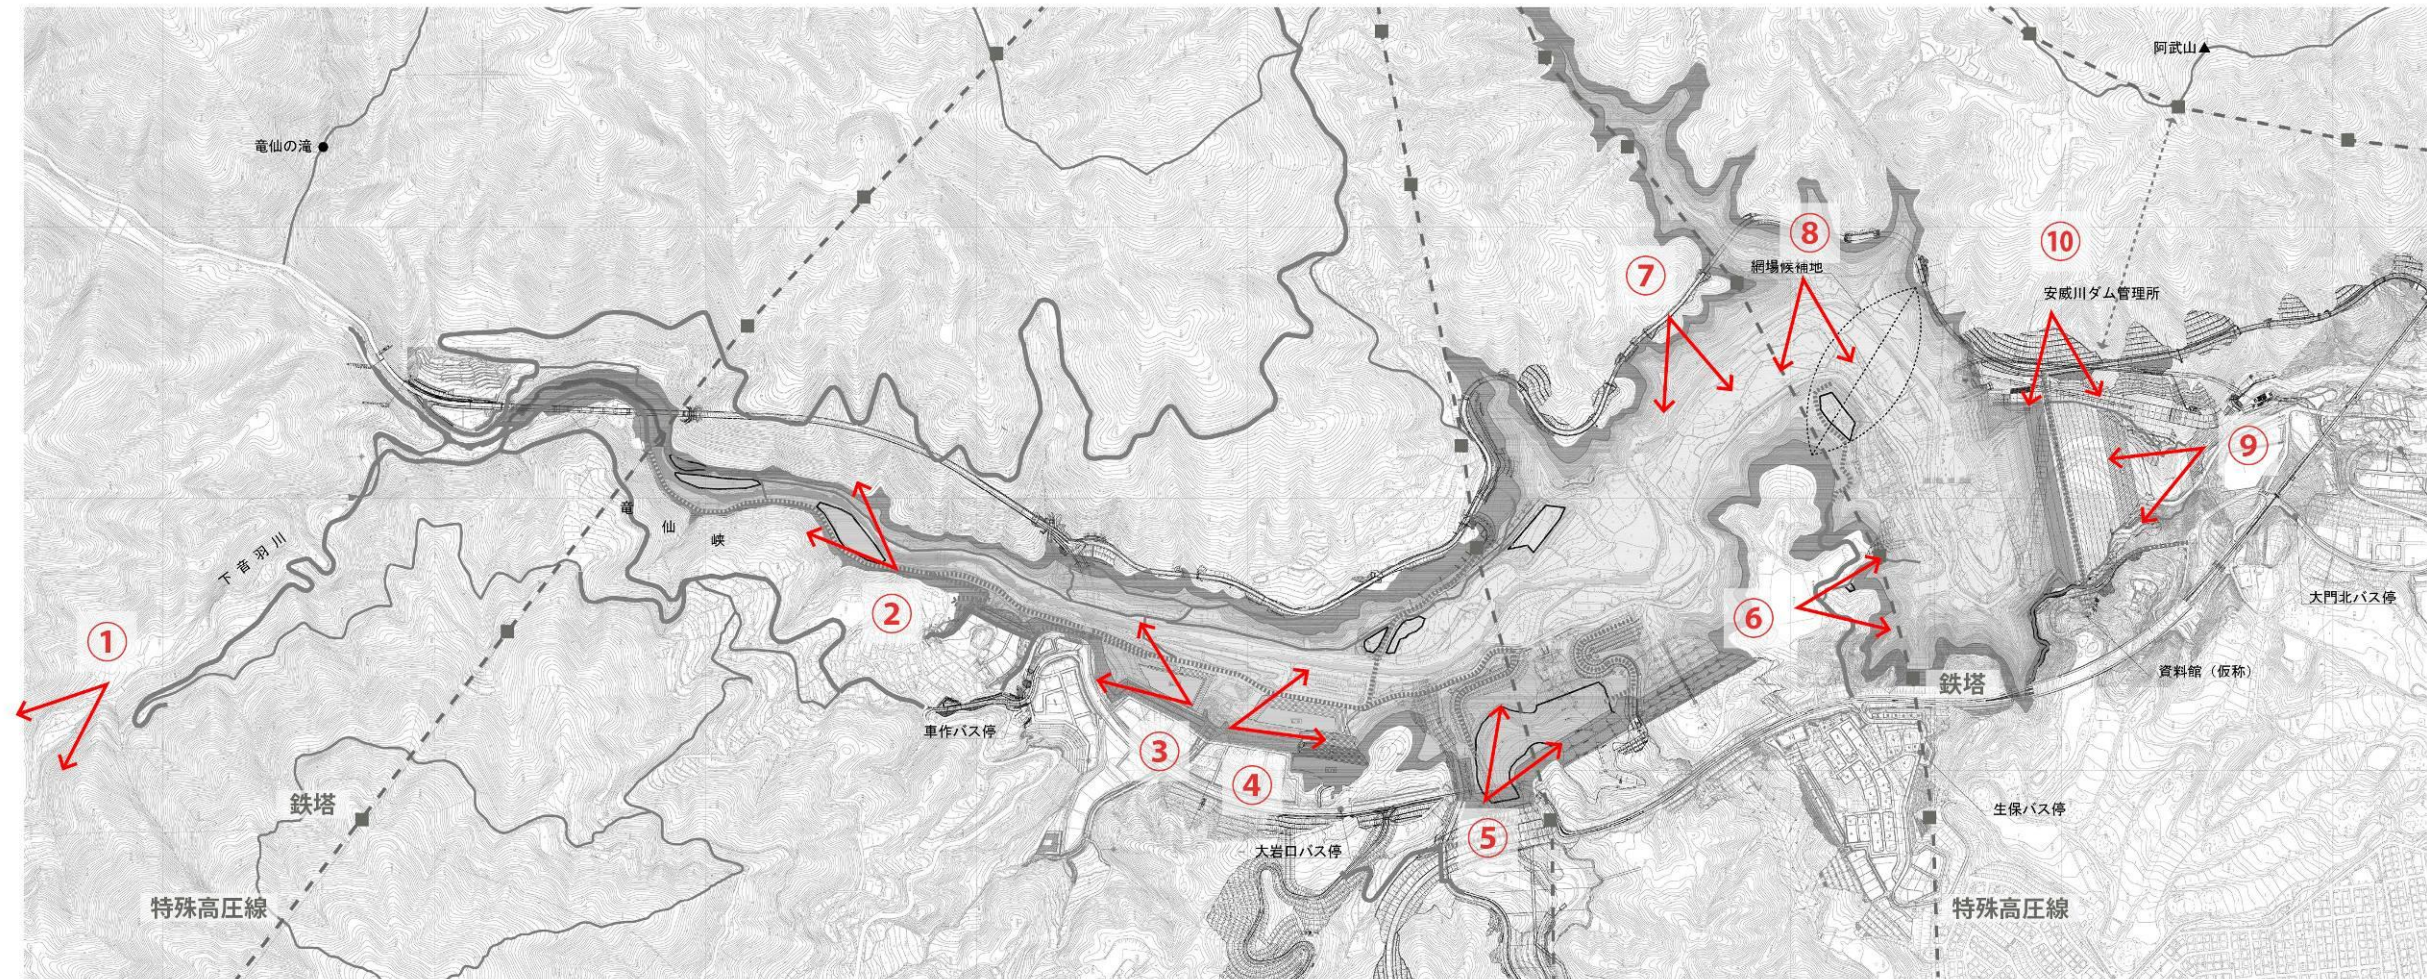 阿武山
竜仙の滝
⑧
⑩
網場候補地
⑦
安威川ダム管理所
⑨
竜 仙 峡
下音羽川
大門北バス停
②
⑥
①
資料館（仮称）
鉄塔
車作バス停
③
④
鉄塔
生保バス停
⑤
大岩口バス停
特殊高圧線
特殊高圧線